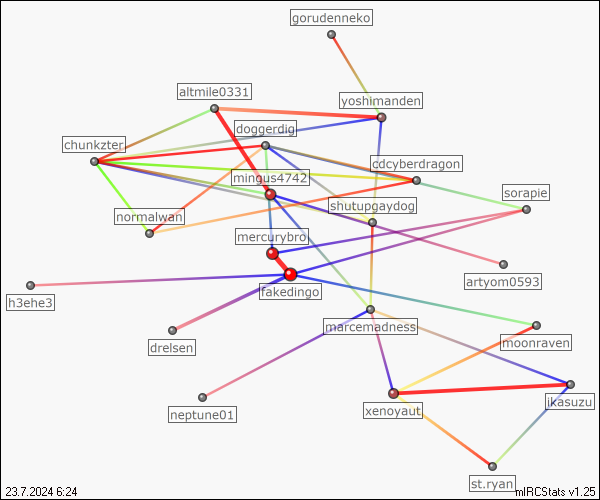 gorudenneko
altmile0331
yoshimanden
doggerdig
chunkzter
cdcyberdragon
mingus4742
sorapie
shutupgaydog
normalwan
mercurybro
artyom0593
fakedingo
h3ehe3
marcemadness
moonraven
drelsen
jkasuzu
neptune01
xenoyaut
st.ryan
23.7.2024 6:24
mIRCStats v1.25